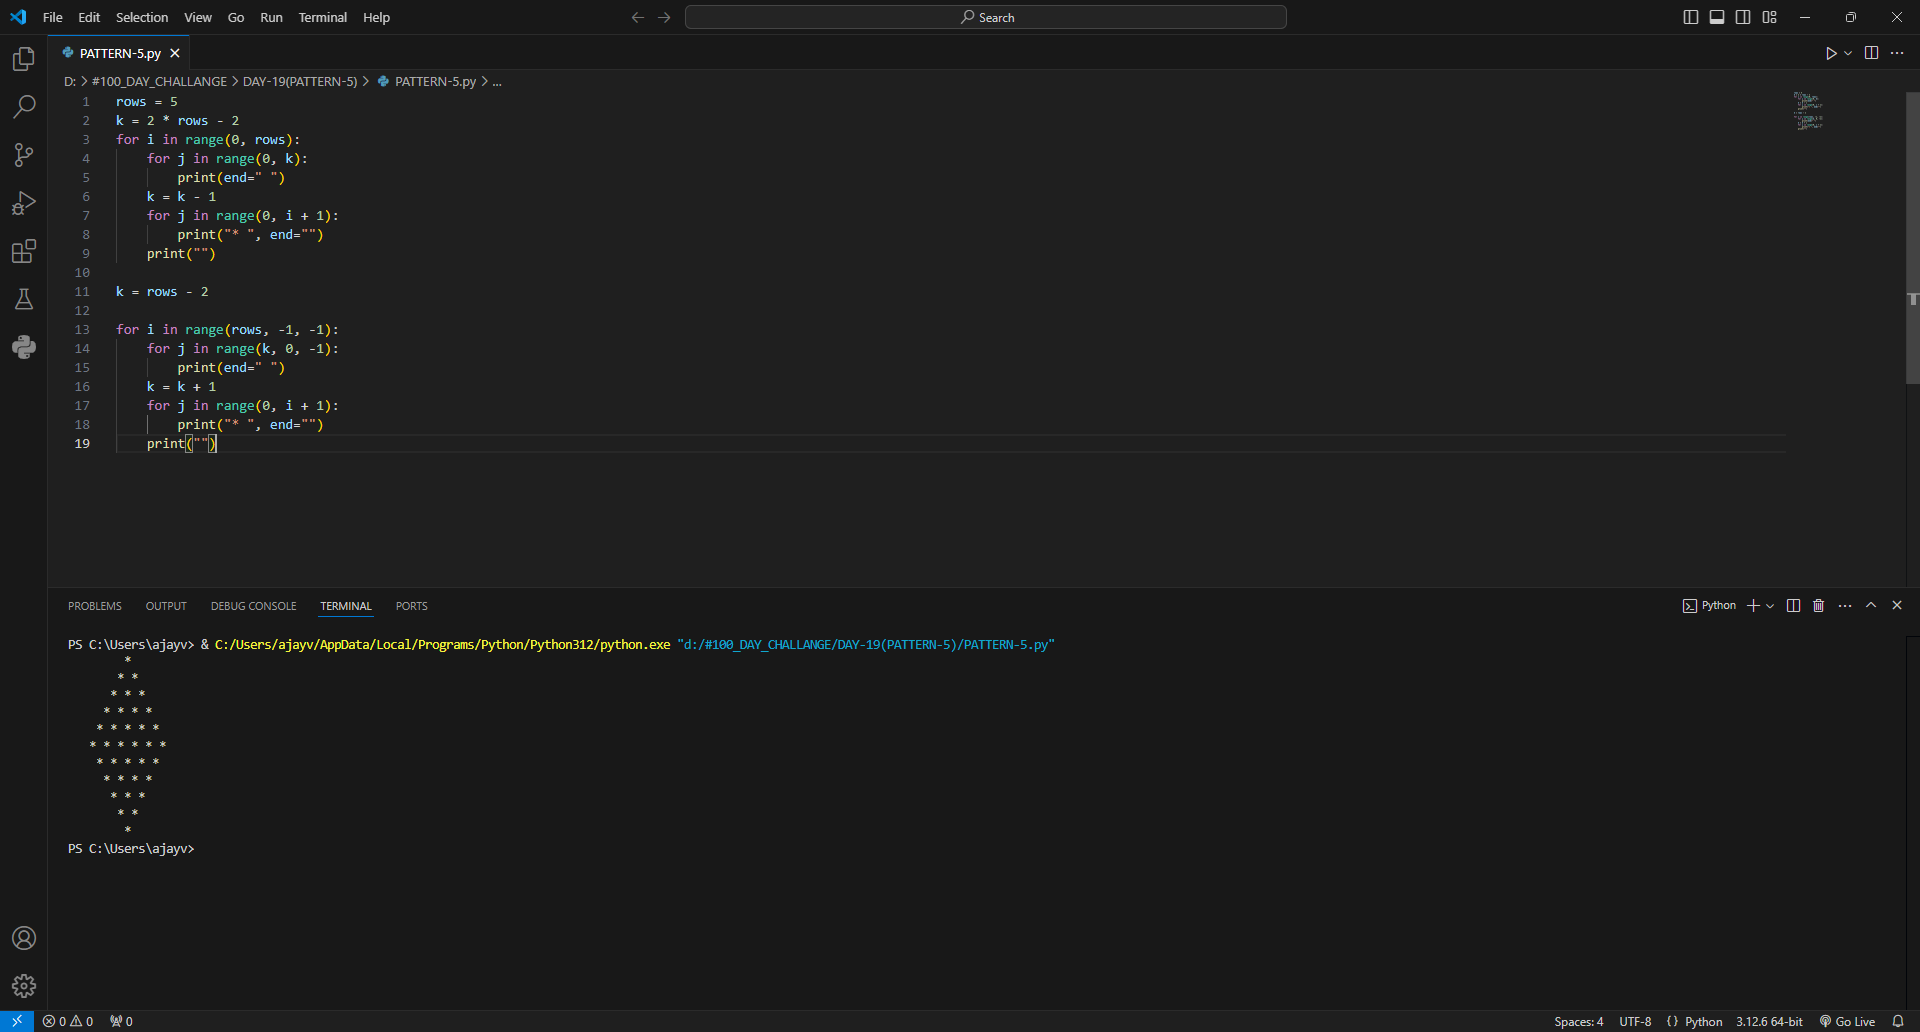 File Edit Selection View Go Run Terminal Help Search
PATTERN-5.py
D: > #100_DAY_CHALLANGE > DAY-19(PATTERN-5) > PATTERN-5.py > ...
1 rows = 5
2 k = 2 * rows - 2
3 for i in range(0, rows):
4     for j in range(0, k):
5         print(end=" ")
6     k = k - 1
7     for j in range(0, i + 1):
8         print("* ", end="")
9     print("")
10
11 k = rows - 2
12
13 for i in range(rows, -1, -1):
14     for j in range(k, 0, -1):
15         print(end=" ")
16     k = k + 1
17     for j in range(0, i + 1):
18         print("* ", end="")
19     print("")
PROBLEMS OUTPUT DEBUG CONSOLE TERMINAL PORTS Python
PS C:\Users\ajayv> & C:/Users/ajayv/AppData/Local/Programs/Python/Python312/python.exe "d:/#100_DAY_CHALLANGE/DAY-19(PATTERN-5)/PATTERN-5.py"
        *
       * *
      * * *
     * * * *
    * * * * *
   * * * * * *
    * * * * *
     * * * *
      * * *
       * *
        *
PS C:\Users\ajayv>
0 0 0 Spaces: 4 UTF-8 {} Python 3.12.6 64-bit Go Live